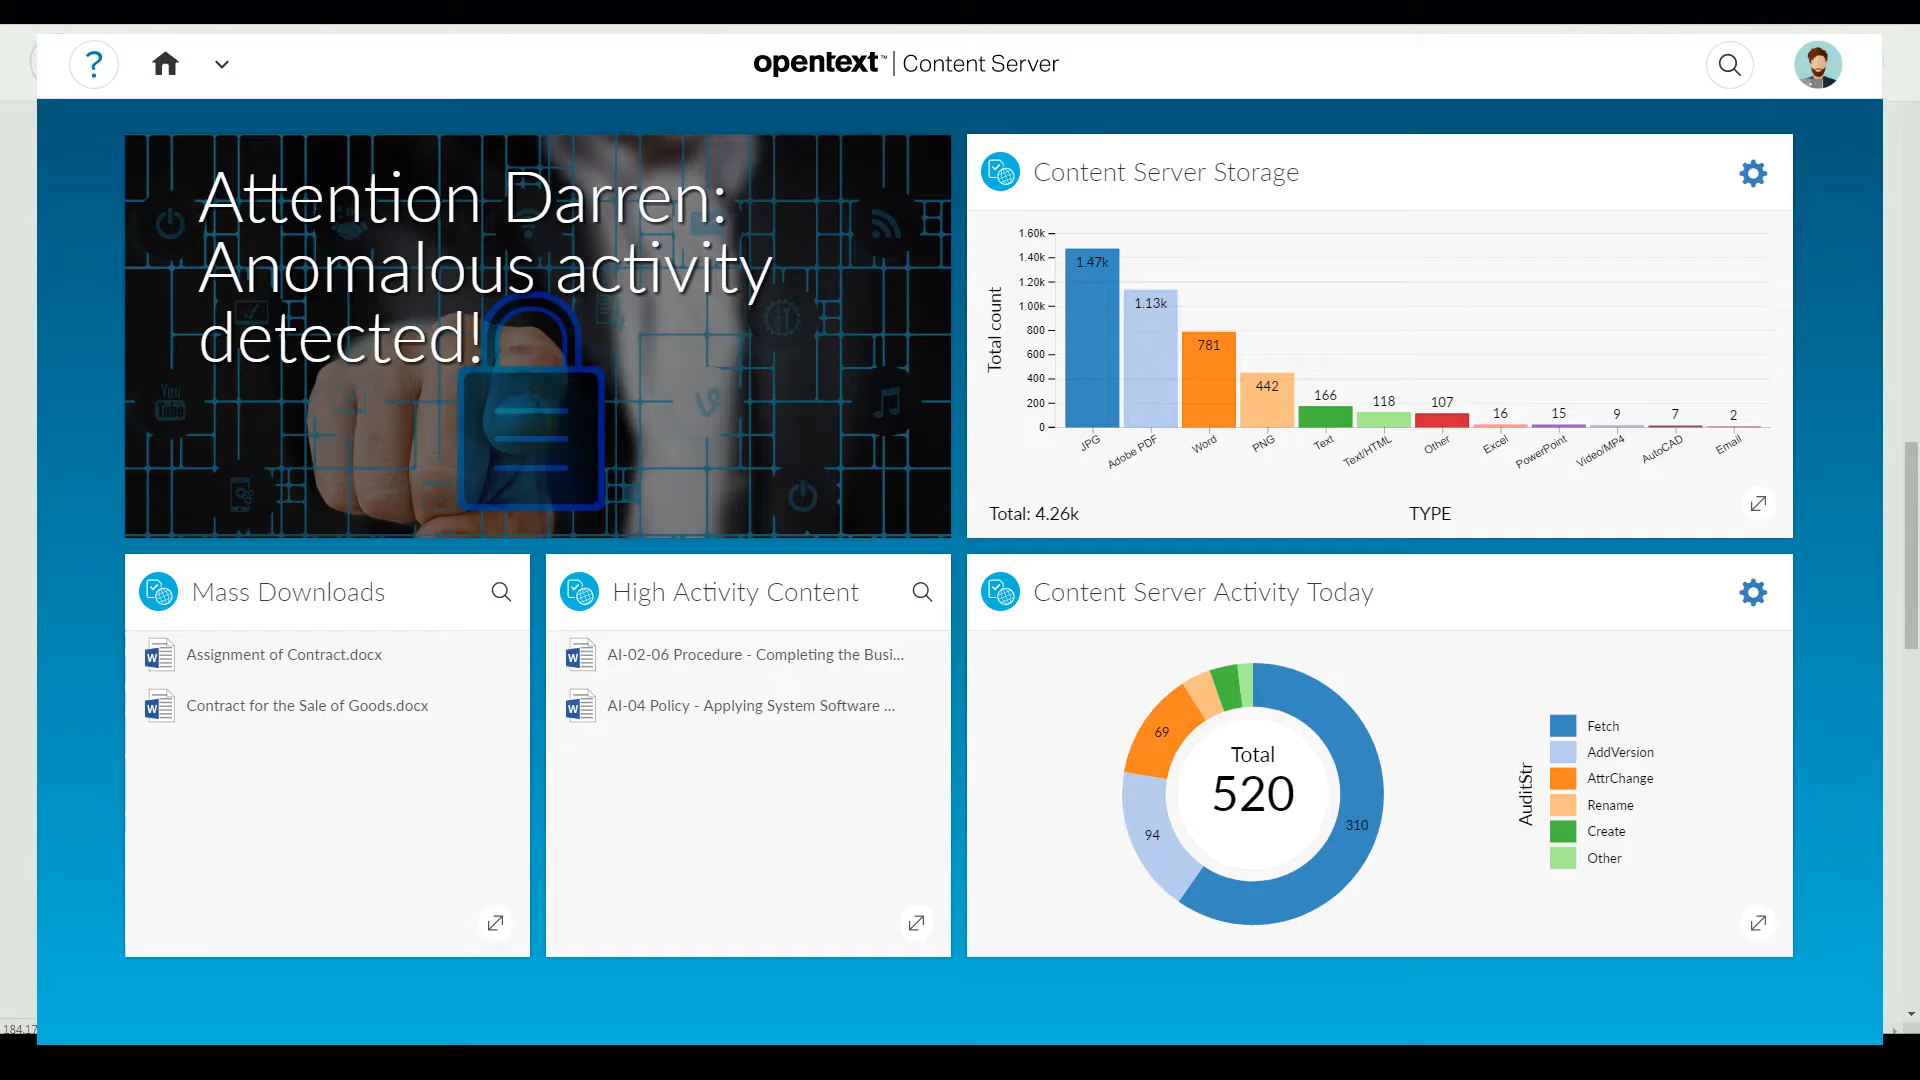 ?
opentext™ | Content Server
Attention Darren:
Anomalous activity
detected!
You
Tube
Content Server Storage
1.60k
1.40k
1.20k
1.00k
800
600
400
200
0
Total count
1.47k
1.13k
781
442
166
118
107
16
15
9
7
2
JPG
Adobe PDF
Word
PNG
Text
Text/HTML
Other
Excel
PowerPoint
Video/MP4
AutoCAD
Email
Total: 4.26k
TYPE
Mass Downloads
Assignment of Contract.docx
Contract for the Sale of Goods.docx
High Activity Content
AI-02-06 Procedure - Completing the Busi...
AI-04 Policy - Applying System Software ...
Content Server Activity Today
69
94
310
Total
520
AuditStr
Fetch
AddVersion
AttrChange
Rename
Create
Other
184.17